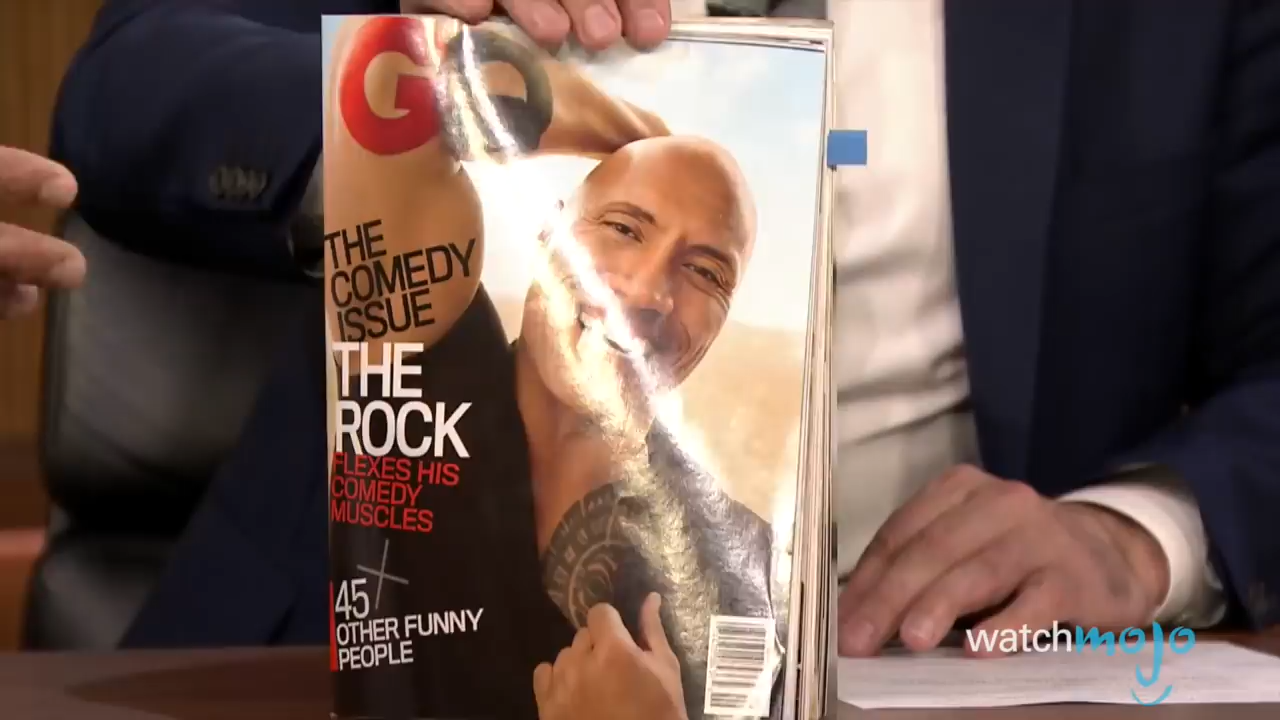 GQ
THE
COMEDY
ISSUE
THE
ROCK
FLEXES HIS
COMEDY
MUSCLES
45
OTHER FUNNY
PEOPLE
watchmojo